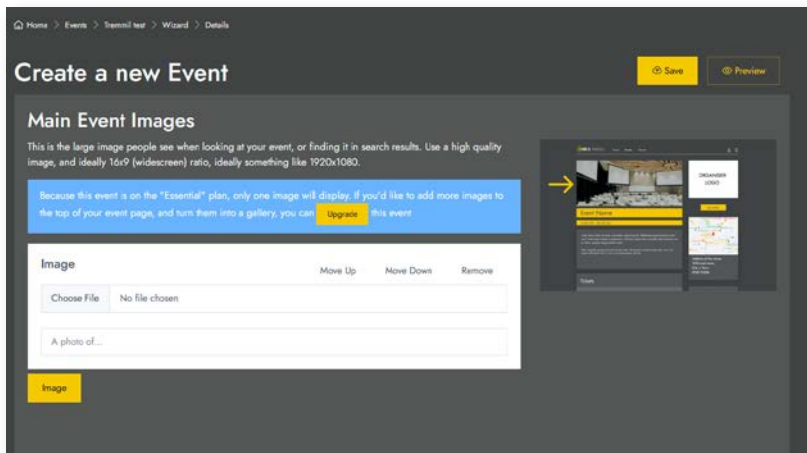 Home > Events > Tremmil test > Wizard > Details
Create a new Event
Save
Preview
Main Event Images
This is the large image people see when looking at your event, or finding it in search results. Use a high quality
image, and ideally 16x9 (widescreen) ratio, ideally something like 1920x1080.
Because this event is on the "Essential" plan, only one image will display. If you'd like to add more images to
the top of your event page, and turn them into a gallery, you can Upgrade this event
Image
Move Up
Move Down
Remove
Choose File
No file chosen
A photo of...
Image
ORGANISER
LOGO
Event Name
Tickets